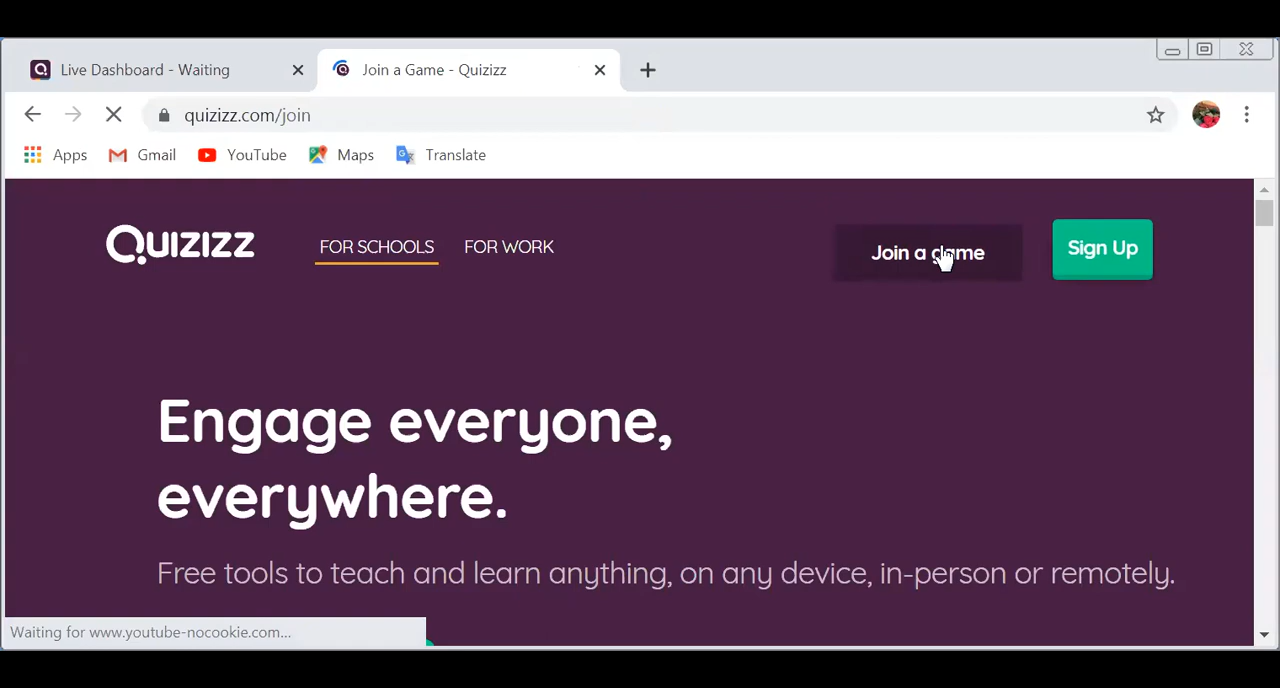 Live Dashboard - Waiting
Join a Game - Quizizz
quizizz.com/join
Apps Gmail YouTube Maps Translate
Quizizz FOR SCHOOLS FOR WORK Join a game Sign Up
Engage everyone,
everywhere.
Free tools to teach and learn anything, on any device, in-person or remotely.
Waiting for www.youtube-nocookie.com...